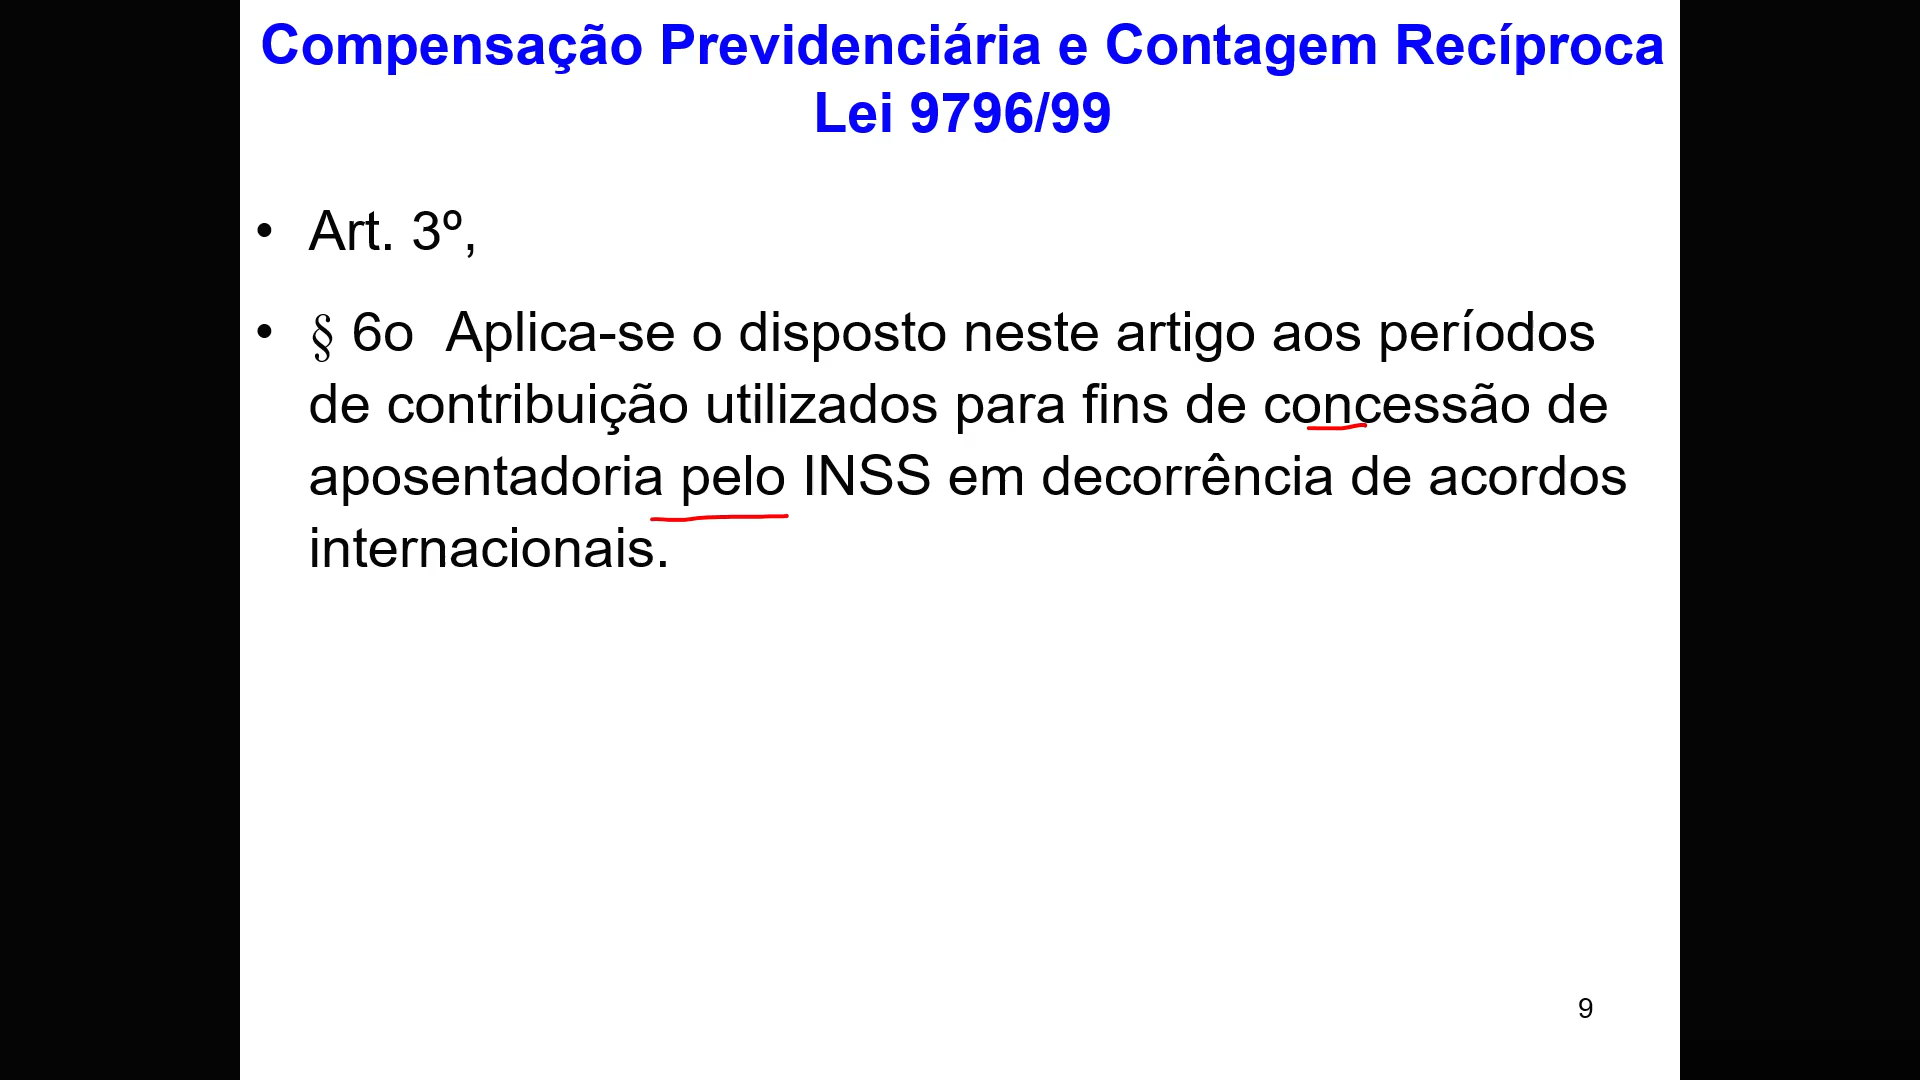 Compensação Previdenciária e Contagem Recíproca
Lei 9796/99
• Art. 3º,
• § 6o  Aplica-se o disposto neste artigo aos períodos
de contribuição utilizados para fins de concessão de
aposentadoria pelo INSS em decorrência de acordos
internacionais.
9